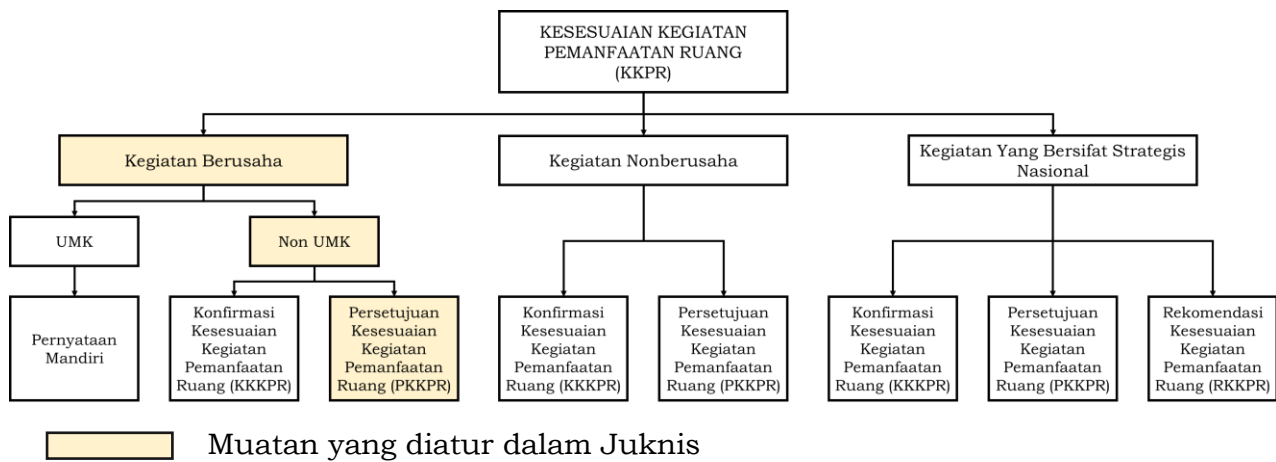 KESESUAIAN KEGIATAN
PEMANFAATAN RUANG
(KKPR)
Kegiatan Berusaha
Kegiatan Nonberusaha
Kegiatan Yang Bersifat Strategis
Nasional
UMK
Non UMK
Pernyataan
Mandiri
Konfirmasi
Kesesuaian
Kegiatan
Pemanfaatan
Ruang (KKKPR)
Persetujuan
Kesesuaian
Kegiatan
Pemanfaatan
Ruang (PKKPR)
Konfirmasi
Kesesuaian
Kegiatan
Pemanfaatan
Ruang (KKKPR)
Persetujuan
Kesesuaian
Kegiatan
Pemanfaatan
Ruang (PKKPR)
Konfirmasi
Kesesuaian
Kegiatan
Pemanfaatan
Ruang (KKKPR)
Persetujuan
Kesesuaian
Kegiatan
Pemanfaatan
Ruang (PKKPR)
Rekomendasi
Kesesuaian
Kegiatan
Pemanfaatan
Ruang (RKKPR)
Muatan yang diatur dalam Juknis